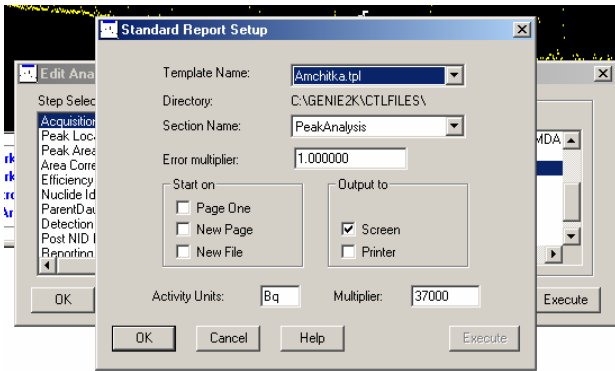 Standard Report Setup
Template Name: Amchitka.tpl
Directory: C:\GENIE2K\CTLFILES\
Section Name: PeakAnalysis
Error multiplier: 1.000000
Start on
Page One
New Page
New File
Output to
Screen
Printer
Activity Units: Bq Multiplier: 37000
OK Cancel Help Execute
Edit Ana
Step Selec
Acquisition
Peak Loc
Peak Area
Area Corre
Efficiency
Nuclide Id
ParentDau
Detection
Post NID
Reporting
MDA
OK Execute